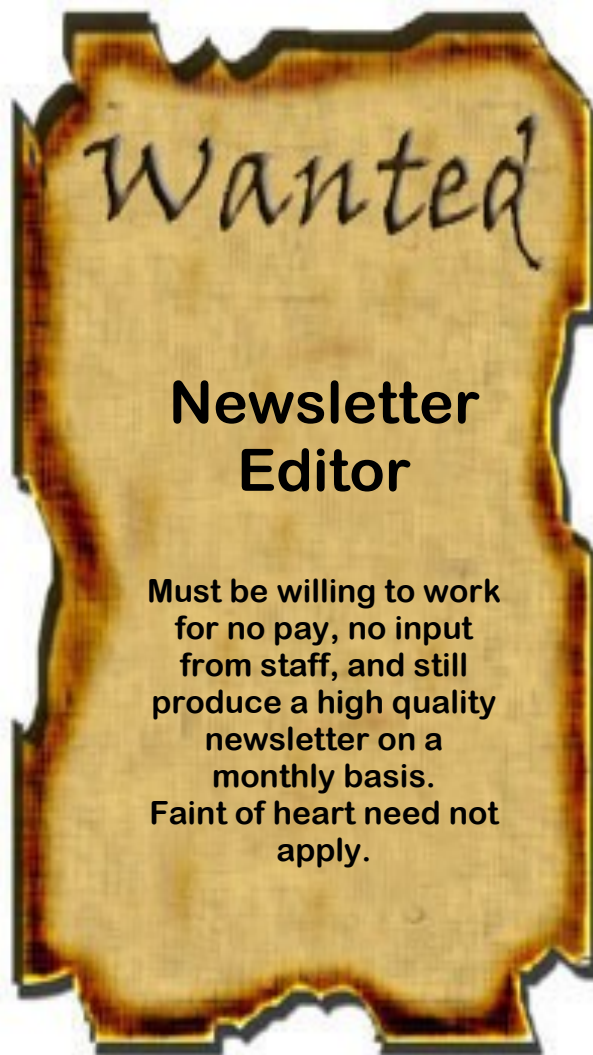 Wanted
Newsletter
Editor
Must be willing to work
for no pay, no input
from staff, and still
produce a high quality
newsletter on a
monthly basis.
Faint of heart need not
apply.